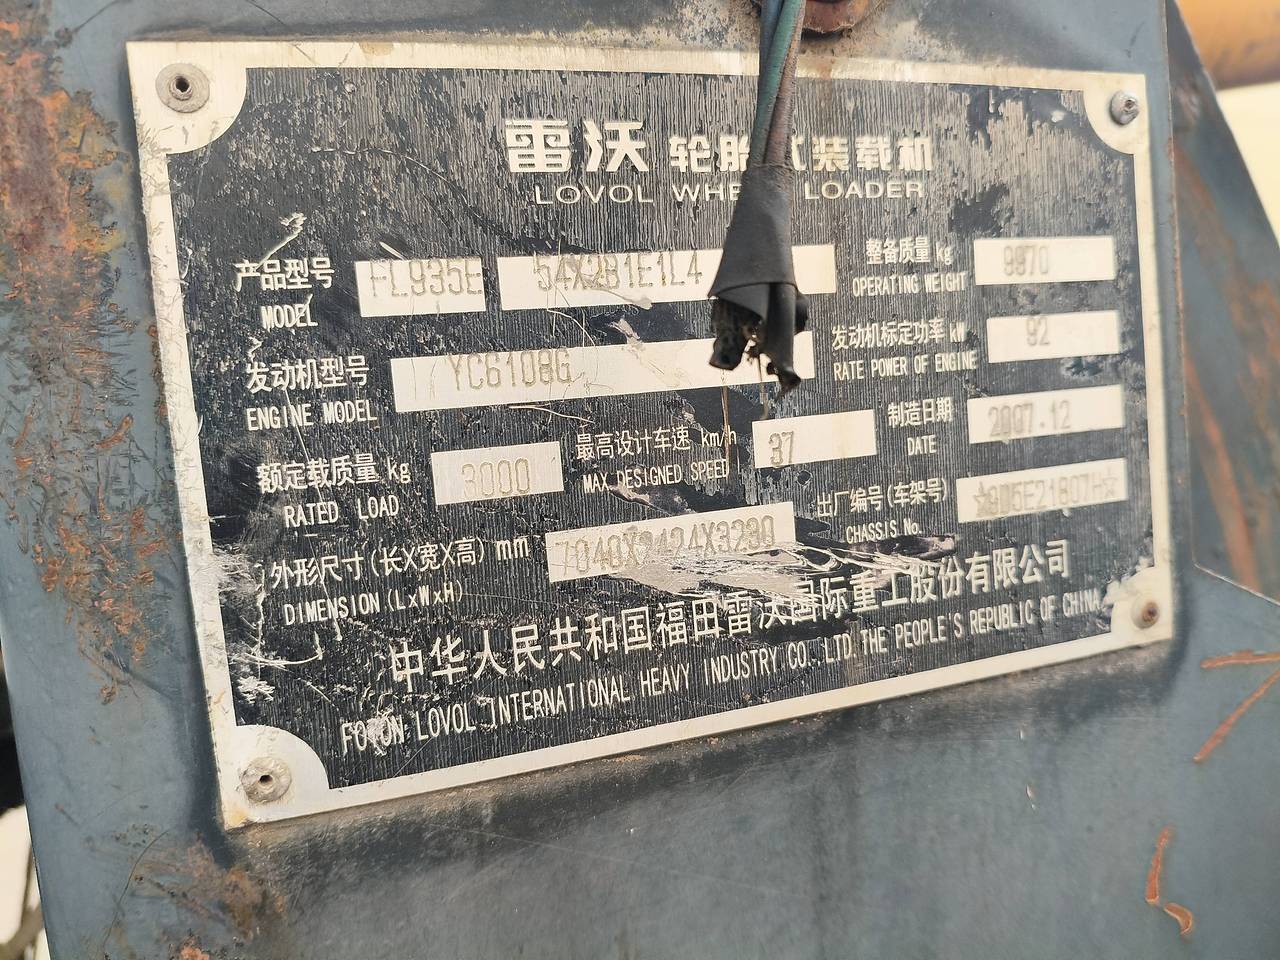 雷沃 轮胎式装载机
LOVOL WHE LOADER
产品型号 FL935E 54X2B1E1L4 整备质量 kg 9970
MODEL OPERATING WEIGHT
发动机型号 YC6108G 发动机标定功率 kW 92
ENGINE MODEL RATE POWER OF ENGINE
额定载质量 kg 3000 最高设计车速 km/h 37 制造日期 2007.12
RATED LOAD MAX DESIGNED SPEED DATE
外形尺寸(长X宽X高) mm 7040X2424X3230 出厂编号(车架号)
DIMENSION(LxWxH) CHASSIS No.
中华人民共和国福田雷沃国际重工股份有限公司
FOTON LOVOL INTERNATIONAL HEAVY INDUSTRY CO., LTD THE PEOPLE'S REPUBLIC OF CHINA